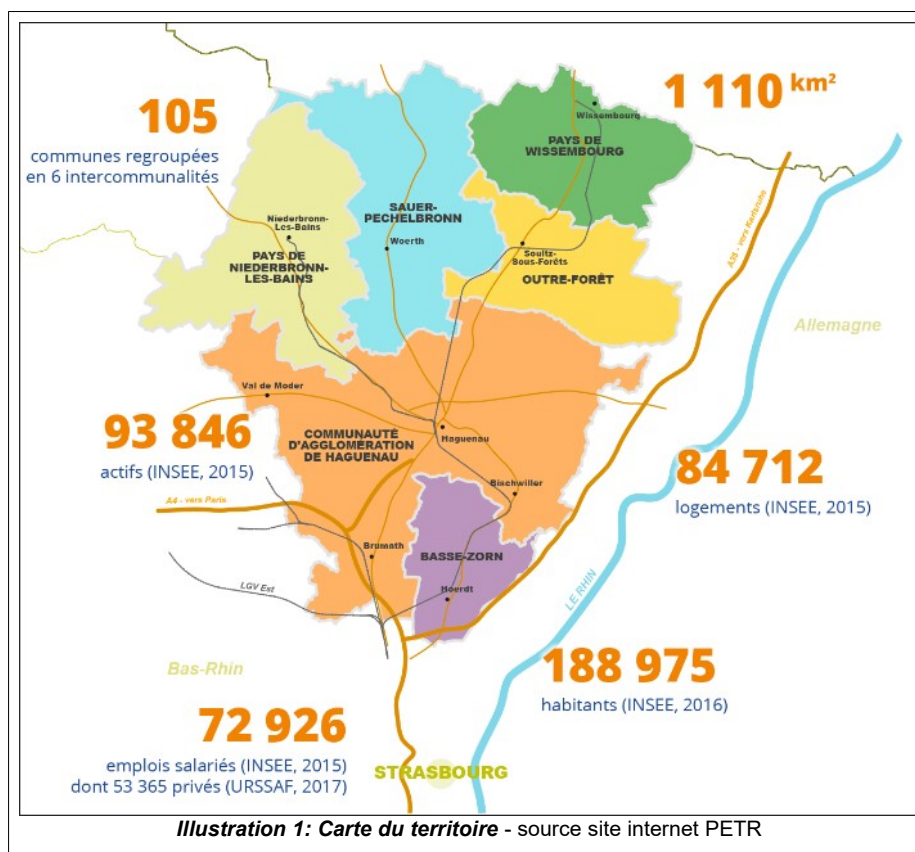 105
communes regroupées
en 6 intercommunalités
1 110 km²
Wissembourg
PAYS DE
WISSEMBOURG
SAUER-
PECHELBRONN
Niederbronn-
Les-Bains
Woerth
PAYS DE
NIEDERBRONN-
LES-BAINS
Soultz-
Sous-Forêts
OUTRE-FORÊT
A35 - vers Karlsruhe
Allemagne
Val de Moder
93 846
actifs (INSEE, 2015)
COMMUNAUTÉ
D'AGGLOMÉRATION
DE HAGUENAU
Haguenau
Bischwiller
84 712
logements (INSEE, 2015)
A4 - vers Paris
Brumath
BASSE-ZORN
Hoerdt
LGV Est
LE RHIN
Bas-Rhin
188 975
habitants (INSEE, 2016)
72 926
emplois salariés (INSEE, 2015)
dont 53 365 privés (URSSAF, 2017)
STRASBOURG
Illustration 1: Carte du territoire - source site internet PETR